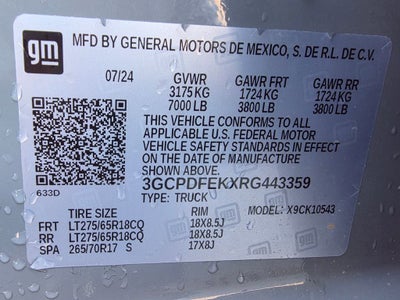 gm MFD BY GENERAL MOTORS DE MEXICO, S. DE R.L. DE C.V.
07/24 GVWR GAWR FRT GAWR RR
3175 KG 1724 KG 1724 KG
7000 LB 3800 LB 3800 LB
THIS VEHICLE CONFORMS TO ALL APPLICABLE
U.S. FEDERAL MOTOR
VEHICLE SAFETY STANDARDS IN EFFECT ON
THE DATE OF MANUFACTURE
SHOWN ABOVE.
633D 3GCPDFEKXRG443359
TYPE: TRUCK
TIRE SIZE RIM MODEL: X9CK10543
FRT LT275/65R18CQ 18X8.5J
RR LT275/65R18CQ 18X8.5J
SPA 265/70R17 S 17X8J